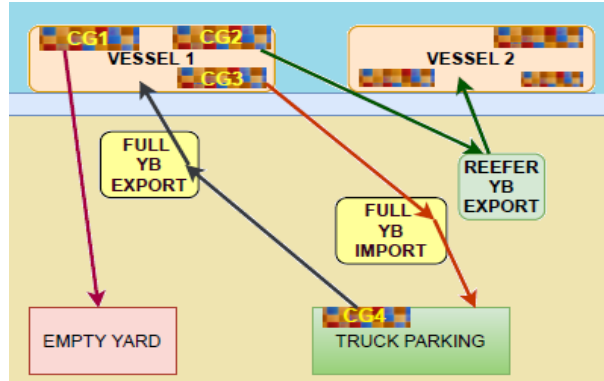 CG1
CG2
VESSEL 1
CG3
VESSEL 2
FULL
YB
EXPORT
REEFER
YB
EXPORT
FULL
YB
IMPORT
EMPTY YARD
CG4
TRUCK PARKING